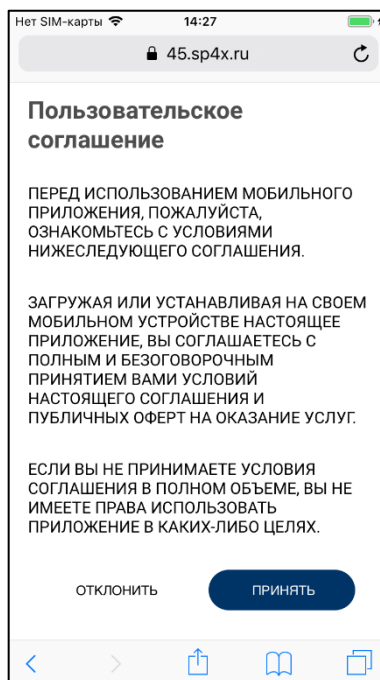 Нет SIM-карты 14:27
45.sp4x.ru
Пользовательское
соглашение
ПЕРЕД ИСПОЛЬЗОВАНИЕМ МОБИЛЬНОГО
ПРИЛОЖЕНИЯ, ПОЖАЛУЙСТА,
ОЗНАКОМЬТЕСЬ С УСЛОВИЯМИ
НИЖЕСЛЕДУЮЩЕГО СОГЛАШЕНИЯ.
ЗАГРУЖАЯ ИЛИ УСТАНАВЛИВАЯ НА СВОЕМ
МОБИЛЬНОМ УСТРОЙСТВЕ НАСТОЯЩЕЕ
ПРИЛОЖЕНИЕ, ВЫ СОГЛАШАЕТЕСЬ С
ПОЛНЫМ И БЕЗОГОВОРОЧНЫМ
ПРИНЯТИЕМ ВАМИ УСЛОВИЙ
НАСТОЯЩЕГО СОГЛАШЕНИЯ И
ПУБЛИЧНЫХ ОФЕРТ НА ОКАЗАНИЕ УСЛУГ.
ЕСЛИ ВЫ НЕ ПРИНИМАЕТЕ УСЛОВИЯ
СОГЛАШЕНИЯ В ПОЛНОМ ОБЪЕМЕ, ВЫ НЕ
ИМЕЕТЕ ПРАВА ИСПОЛЬЗОВАТЬ
ПРИЛОЖЕНИЕ В КАКИХ-ЛИБО ЦЕЛЯХ.
ОТКЛОНИТЬ ПРИНЯТЬ